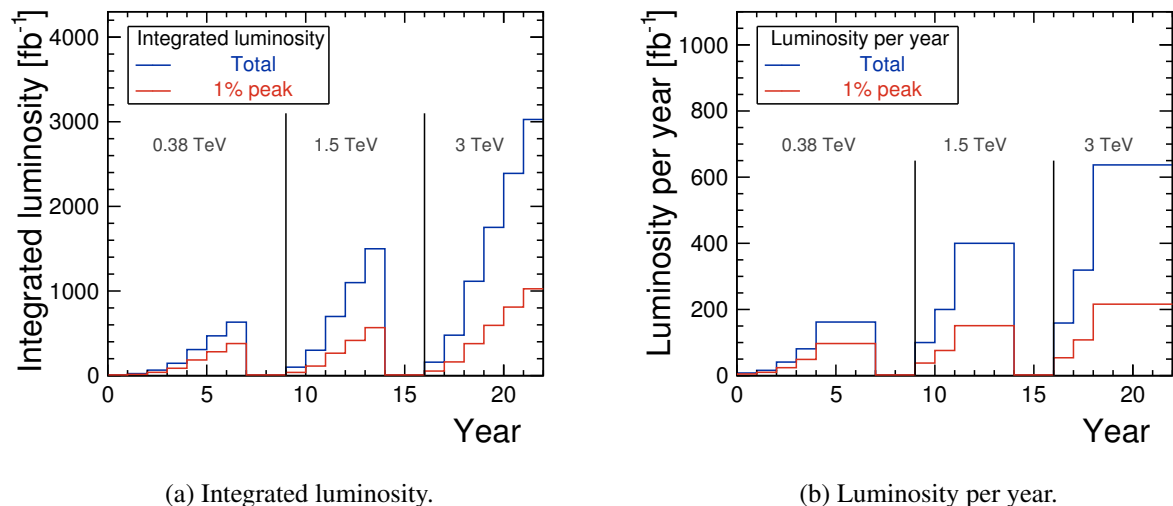 Integrated luminosity [fb⁻¹]
4000
3000
2000
1000
0
Integrated luminosity
Total
1% peak
0.38 TeV
1.5 TeV
3 TeV
0 5 10 15 20
Year
(a) Integrated luminosity.
Luminosity per year [fb⁻¹]
1000
800
600
400
200
0
Luminosity per year
Total
1% peak
0.38 TeV
1.5 TeV
3 TeV
0 5 10 15 20
Year
(b) Luminosity per year.